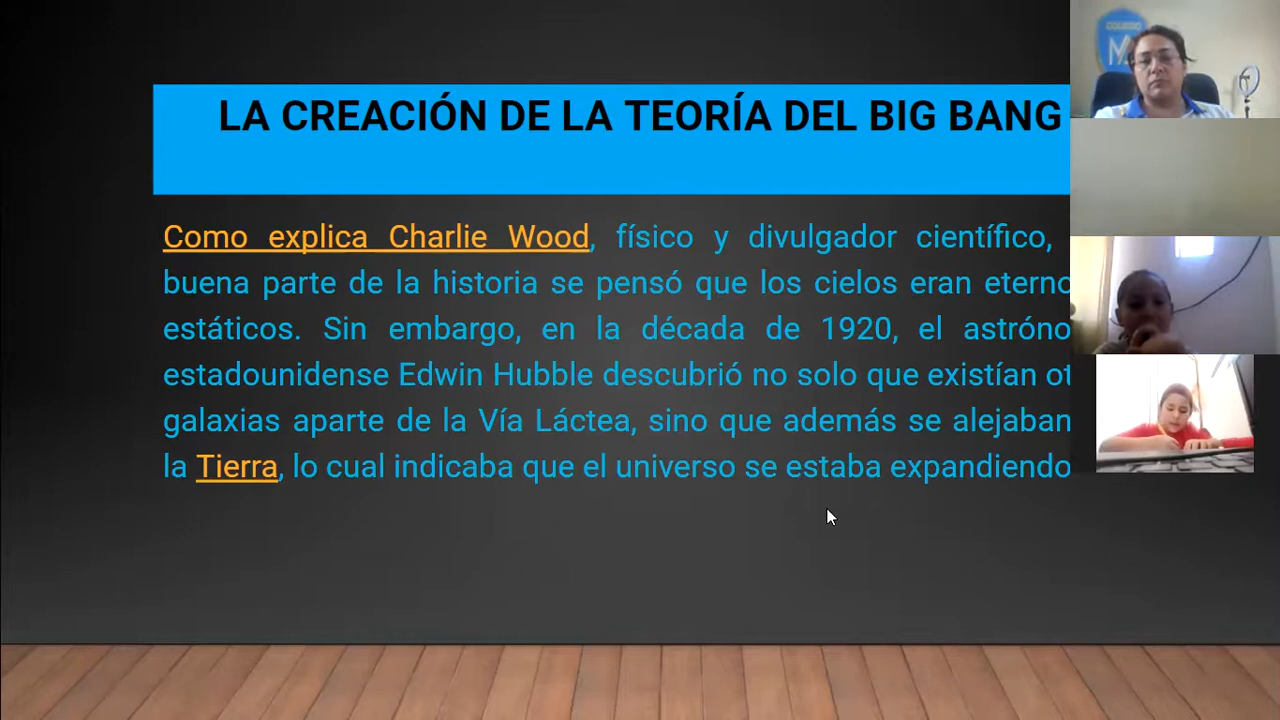 LA CREACIÓN DE LA TEORÍA DEL BIG BANG
Como explica Charlie Wood, físico y divulgador científico,
buena parte de la historia se pensó que los cielos eran
estáticos. Sin embargo, en la década de 1920, el
estadounidense Edwin Hubble descubrió no solo que existían
galaxias aparte de la Vía Láctea, sino que además se alejaban
la Tierra, lo cual indicaba que el universo se estaba expandiendo
COLEGIO